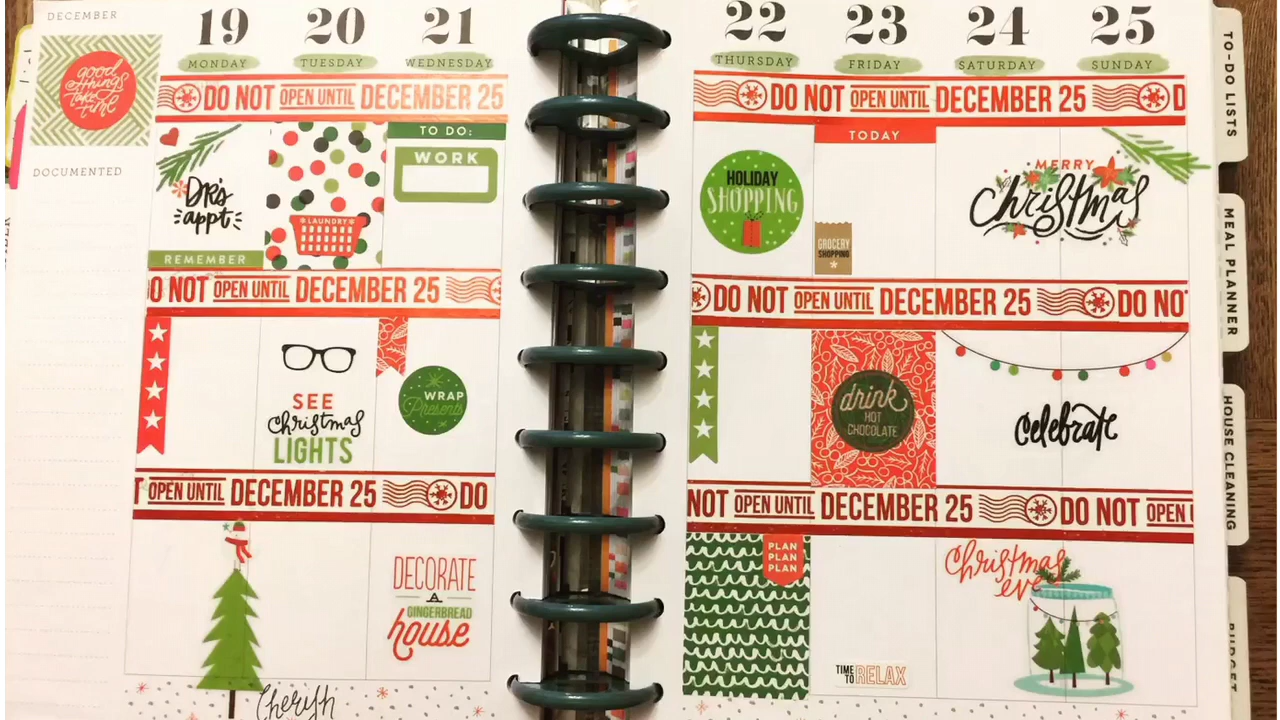 DECEMBER
19 20 21
MONDAY TUESDAY WEDNESDAY
22 23 24 25
THURSDAY FRIDAY SATURDAY SUNDAY
good
things
take
time
DOCUMENTED
DO NOT OPEN UNTIL DECEMBER 25
DO NOT OPEN UNTIL DECEMBER 25 D
DR's
appt
REMEMBER
LAUNDRY
TO DO:
WORK
HOLIDAY
SHOPPING
TODAY
GROCERY
SHOPPING
MERRY
Christmas
O NOT OPEN UNTIL DECEMBER 25
DO NOT OPEN UNTIL DECEMBER 25 DO NO
SEE
christmas
LIGHTS
WRAP
Presents
drink
HOT
CHOCOLATE
celebrate
T OPEN UNTIL DECEMBER 25 DO
NOT OPEN UNTIL DECEMBER 25 DO NOT OPEN U
DECORATE
A
GINGERBREAD
house
PLAN
PLAN
PLAN
TIME
TO RELAX
Christmas
eve
Cherish
TO-DO LISTS
MEAL PLANNER
HOUSE CLEANING
BUDGET